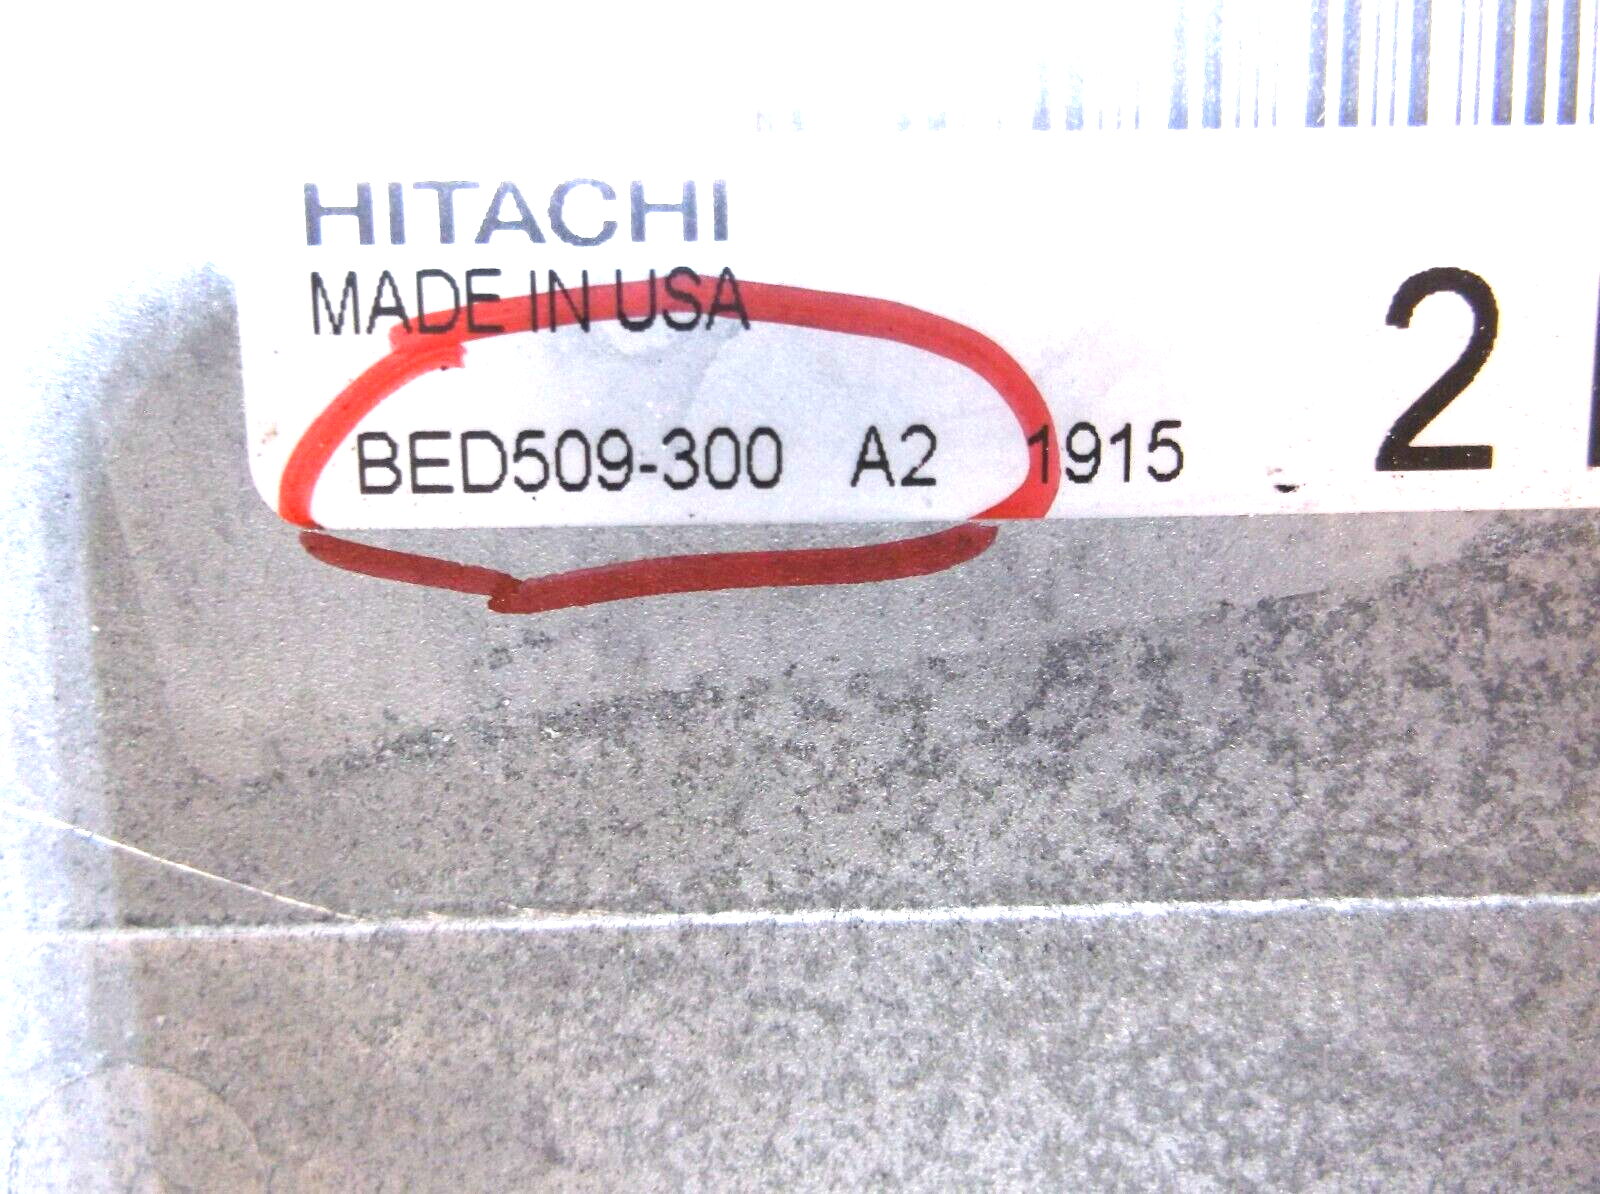 HITACHI
MADE IN USA
2
BED509-300 A2 1915